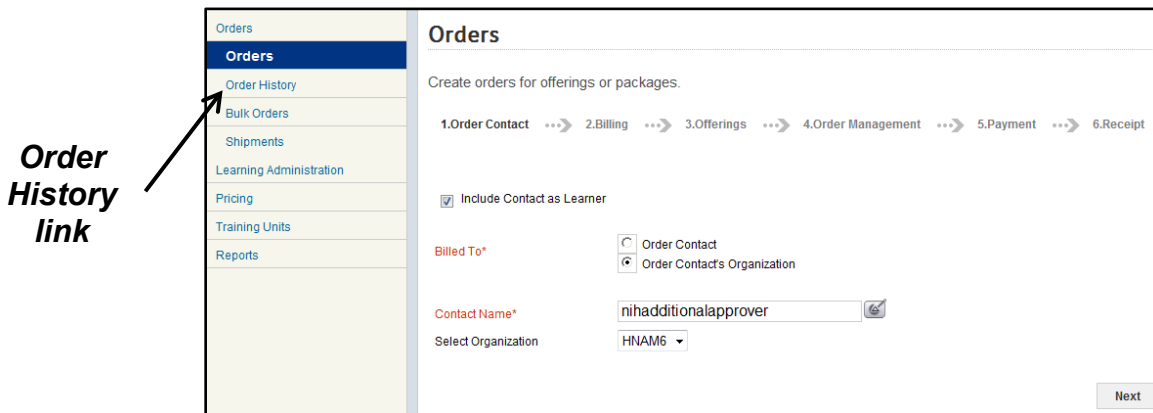 Order
History
link
Orders
Orders
Order History
Bulk Orders
Shipments
Learning Administration
Pricing
Training Units
Reports
Orders
Create orders for offerings or packages.
1.Order Contact 2.Billing 3.Offerings 4.Order Management 5.Payment 6.Receipt
Include Contact as Learner
Billed To*
Order Contact
Order Contact's Organization
Contact Name* nihadditionalapprover
Select Organization HNAM6
Next